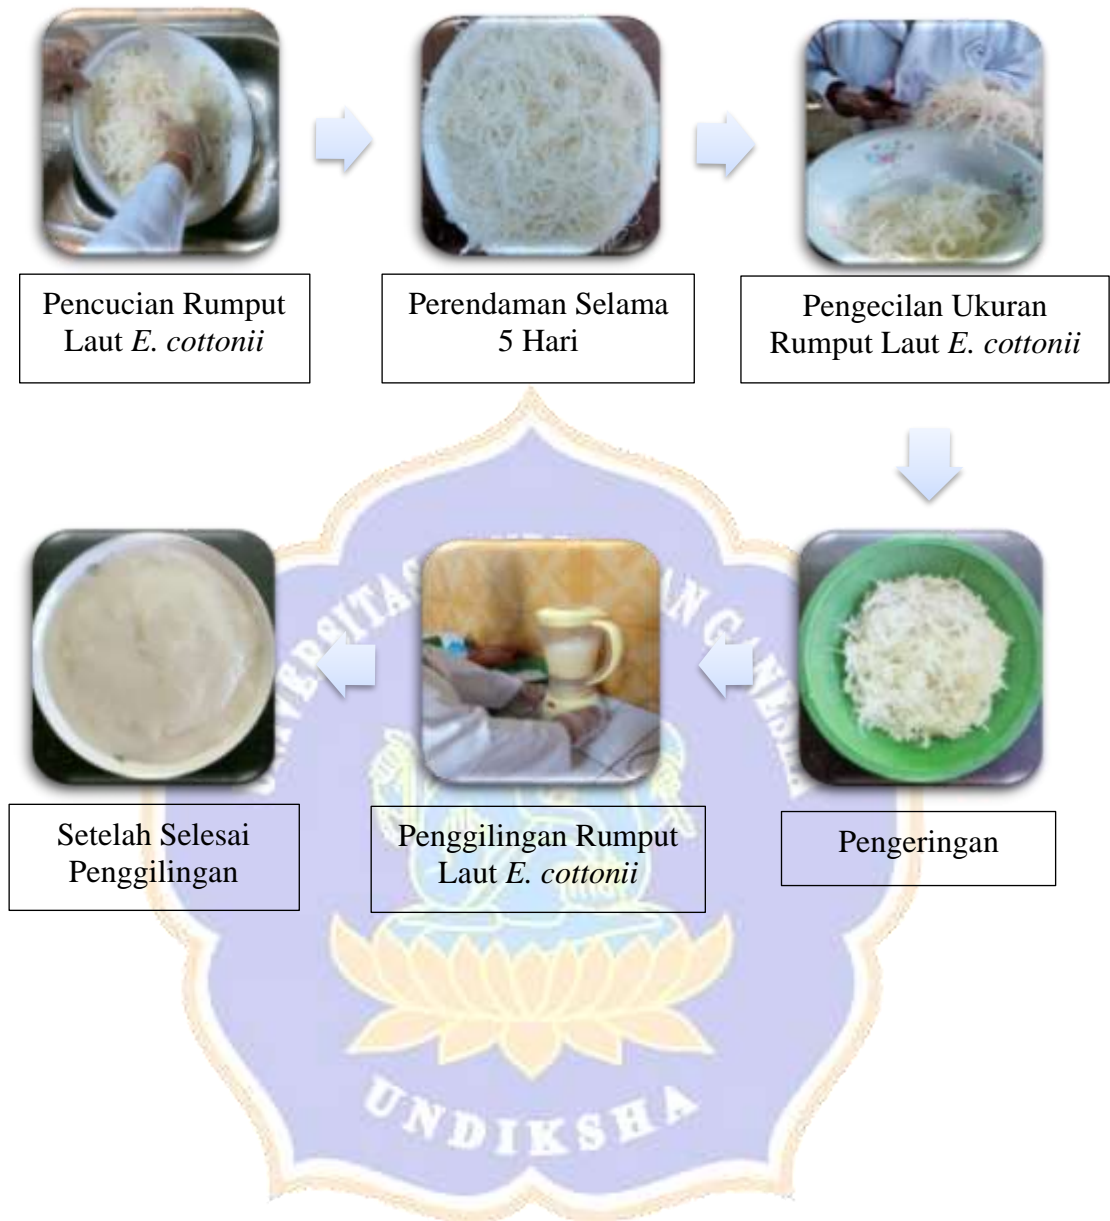 Pencucian Rumput
Laut E. cottonii
Perendaman Selama
5 Hari
Pengecilan Ukuran
Rumput Laut E. cottonii
Pengeringan
Penggilingan Rumput
Laut E. cottonii
Setelah Selesai
Penggilingan
UNDIKSHA